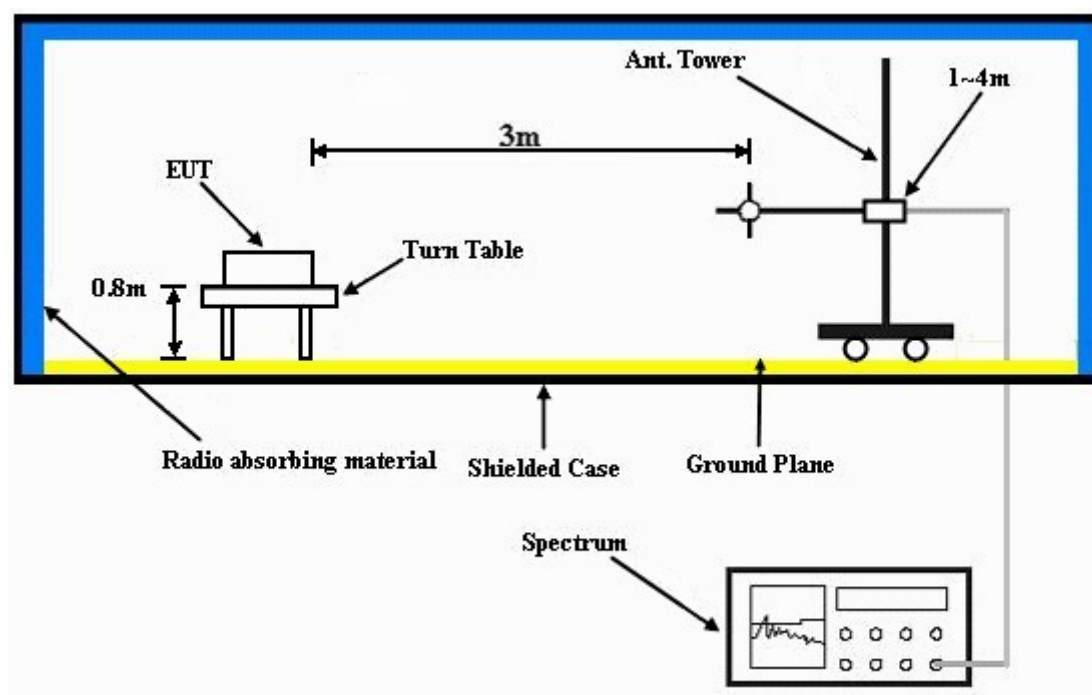 Ant. Tower
1~4m
3m
EUT
Turn Table
0.8m
Radio absorbing material
Shielded Case
Ground Plane
Spectrum